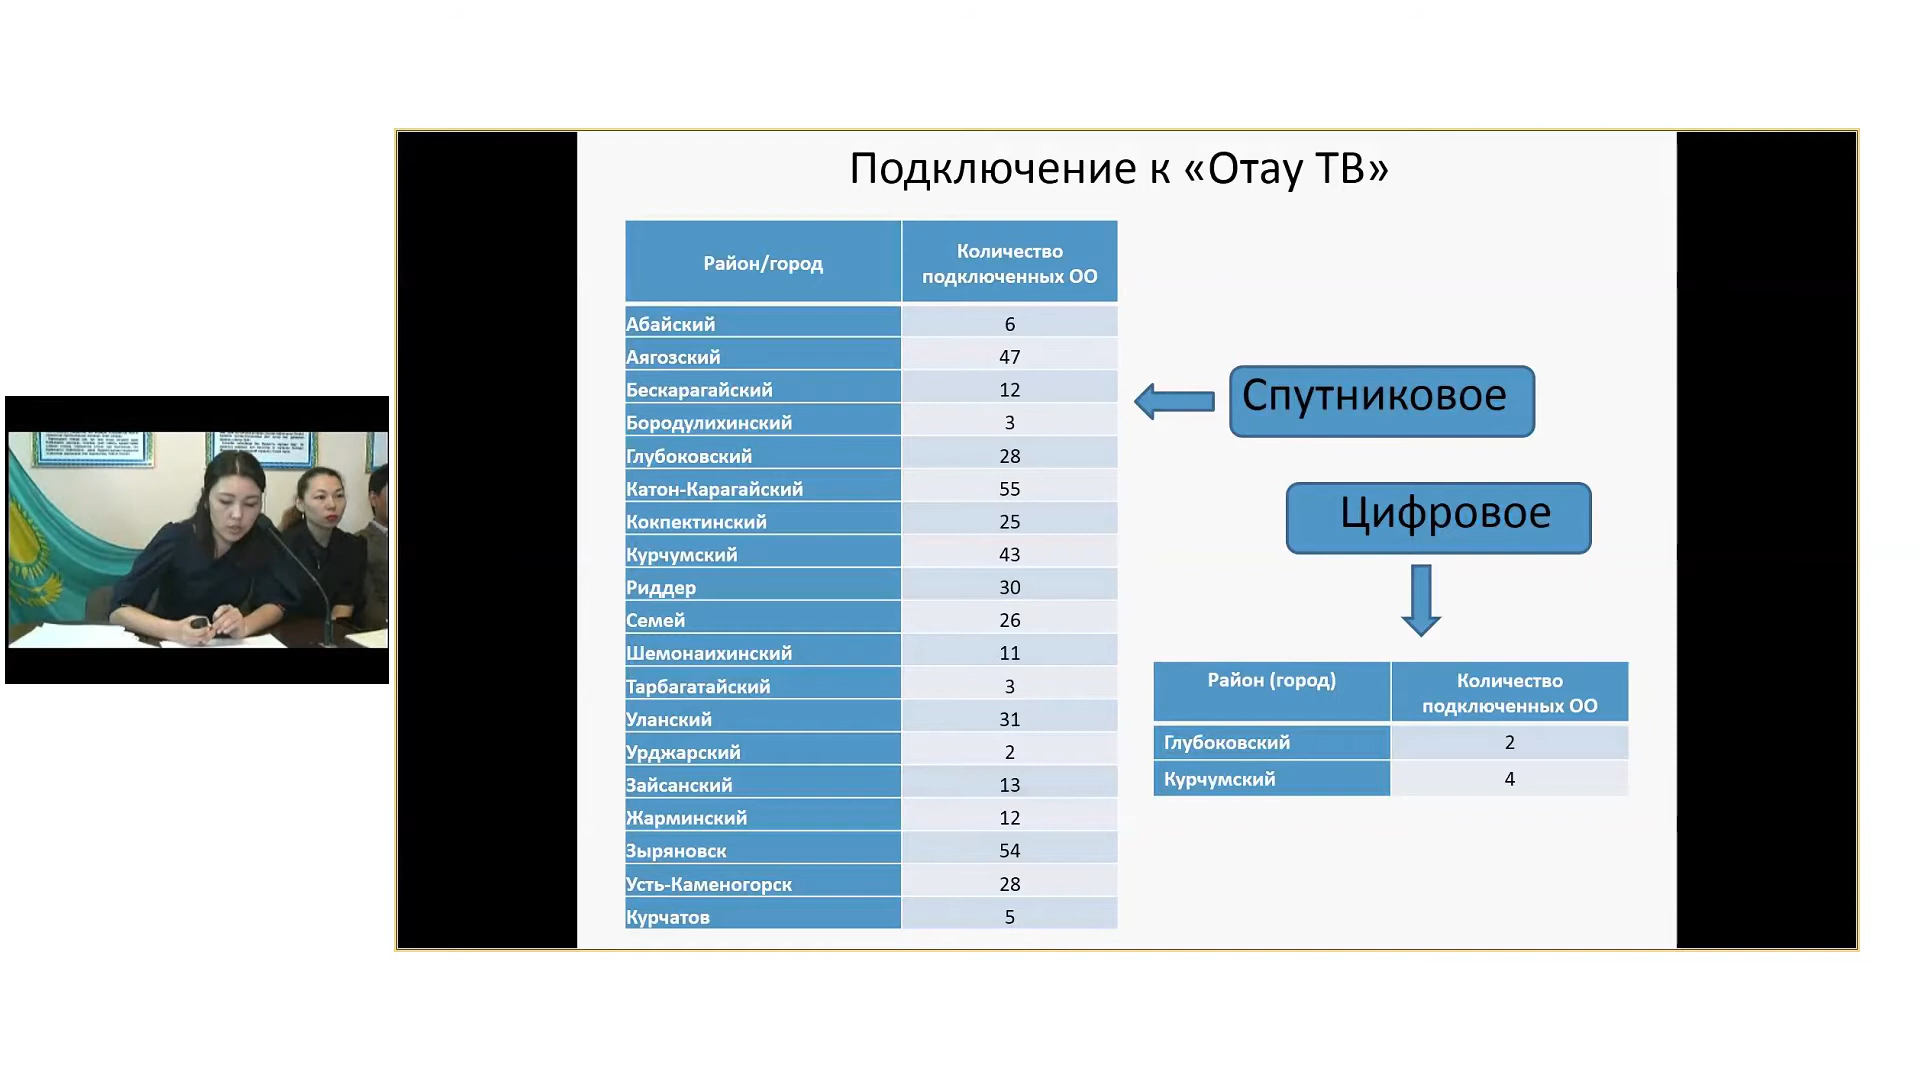 Подключение к «Отау ТВ»
Район/город
Количество
подключенных ОО
Абайский 6
Аягозский 47
Бескарагайский 12
Бородулихинский 3
Глубоковский 28
Катон-Карагайский 55
Кокпектинский 25
Курчумский 43
Риддер 30
Семей 26
Шемонаихинский 11
Тарбагатайский 3
Уланский 31
Урджарский 2
Зайсанский 13
Жарминский 12
Зыряновск 54
Усть-Каменогорск 28
Курчатов 5
Спутниковое
Цифровое
Район (город)
Количество
подключенных ОО
Глубоковский 2
Курчумский 4